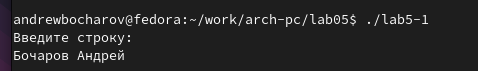 andrewbocharov@fedora:~/work/arch-pc/lab05$ ./lab5-1
Введите строку:
Бочаров Андрей